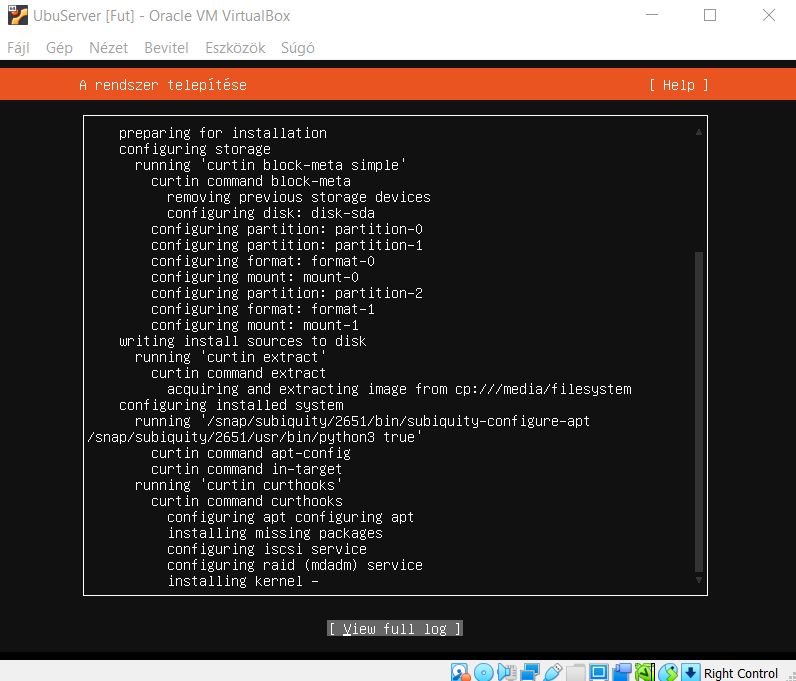 UbuServer [Fut] - Oracle VM VirtualBox
Fájl Gép Nézet Bevitel Eszközök Súgó
A rendszer telepítése [ Help ]
preparing for installation
configuring storage
running 'curtin block-meta simple'
curtin command block-meta
removing previous storage devices
configuring disk: disk-sda
configuring partition: partition-0
configuring partition: partition-1
configuring format: format-0
configuring mount: mount-0
configuring partition: partition-2
configuring format: format-1
configuring mount: mount-1
writing install sources to disk
running 'curtin extract'
curtin command extract
acquiring and extracting image from cp:///media/filesystem
configuring installed system
running '/snap/subiquity/2651/bin/subiquity-configure-apt
/snap/subiquity/2651/usr/bin/python3 true'
curtin command apt-config
curtin command in-target
running 'curtin curthooks'
curtin command curthooks
configuring apt configuring apt
installing missing packages
configuring iscsi service
configuring raid (mdadm) service
installing kernel -
[ View full log ]
Right Control